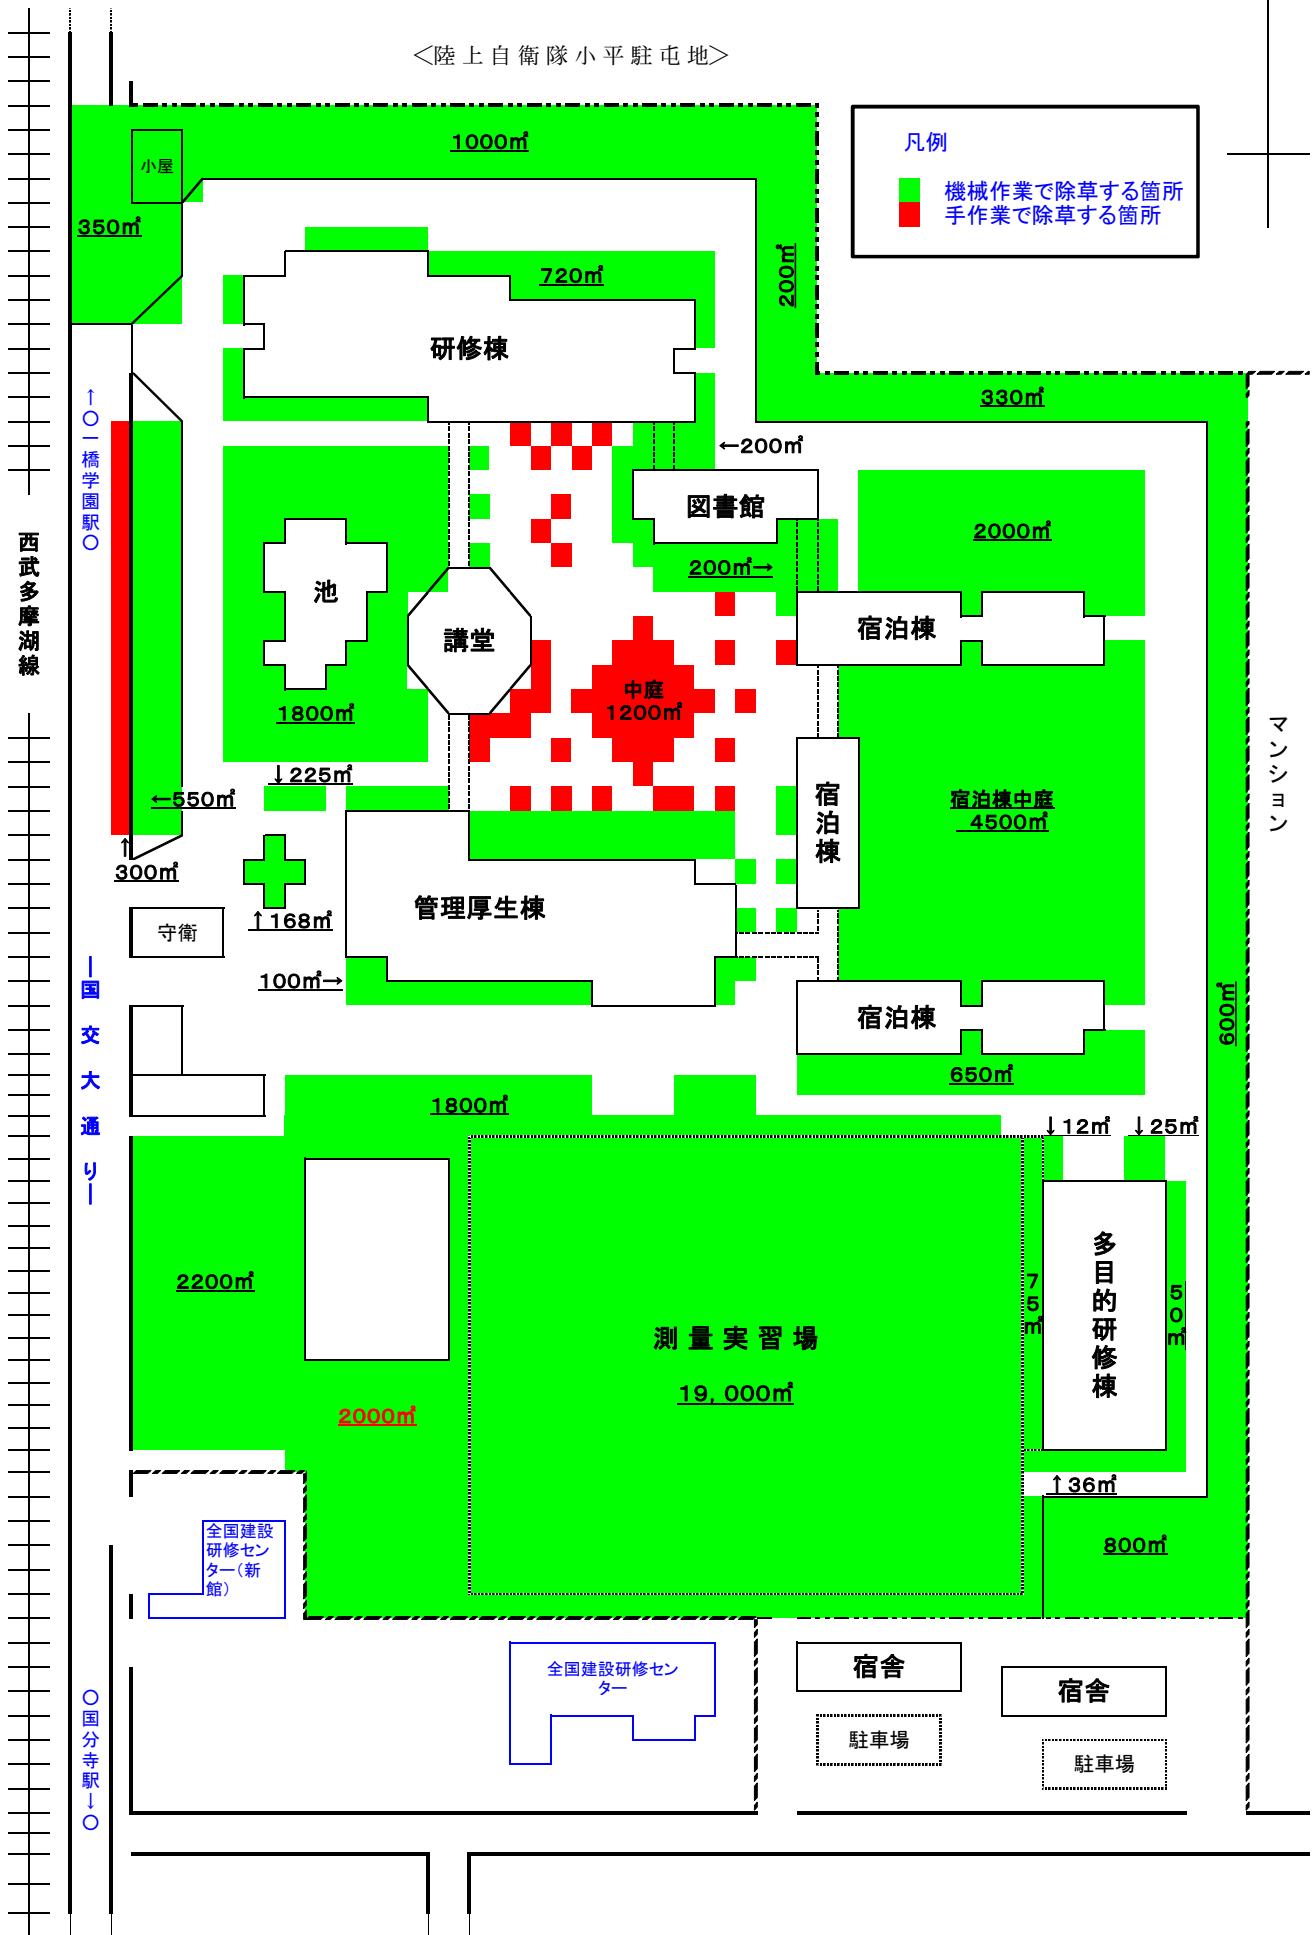 ＜陸上自衛隊小平駐屯地＞
凡例
機械作業で除草する箇所
手作業で除草する箇所
1000㎡
小屋
350㎡
200㎡
720㎡
研修棟
330㎡
↑〇一橋学園駅〇
←200㎡
図書館
2000㎡
西武多摩湖線
200㎡→
池
宿泊棟
講堂
中庭
1200㎡
1800㎡
マンション
↓225㎡
←550㎡
宿泊棟
宿泊棟中庭
4500㎡
↑
300㎡
管理厚生棟
↑168㎡
守衛
100㎡→
宿泊棟
600㎡
｜国交大通り｜
650㎡
1800㎡
↓12㎡
↓25㎡
2200㎡
75㎡
多目的研修棟
50㎡
測量実習場
19，000㎡
2000㎡
↑36㎡
800㎡
全国建設
研修セン
ター（新
館）
全国建設研修セン
ター
宿舎
宿舎
〇国分寺駅↓〇
駐車場
駐車場